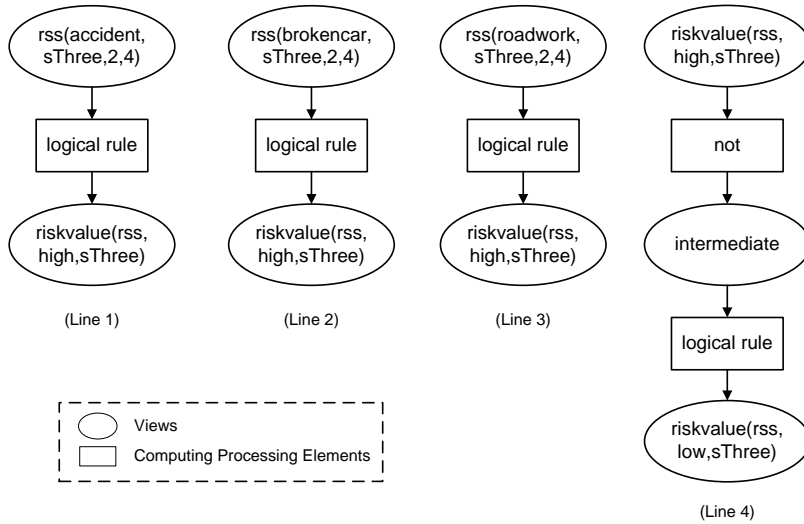 rss(accident,
sThree,2,4)
logical rule
riskvalue(rss,
high,sThree)
(Line 1)
rss(brokencar,
sThree,2,4)
logical rule
riskvalue(rss,
high,sThree)
(Line 2)
rss(roadwork,
sThree,2,4)
logical rule
riskvalue(rss,
high,sThree)
(Line 3)
riskvalue(rss,
high,sThree)
not
intermediate
logical rule
riskvalue(rss,
low,sThree)
(Line 4)
Views
Computing Processing Elements